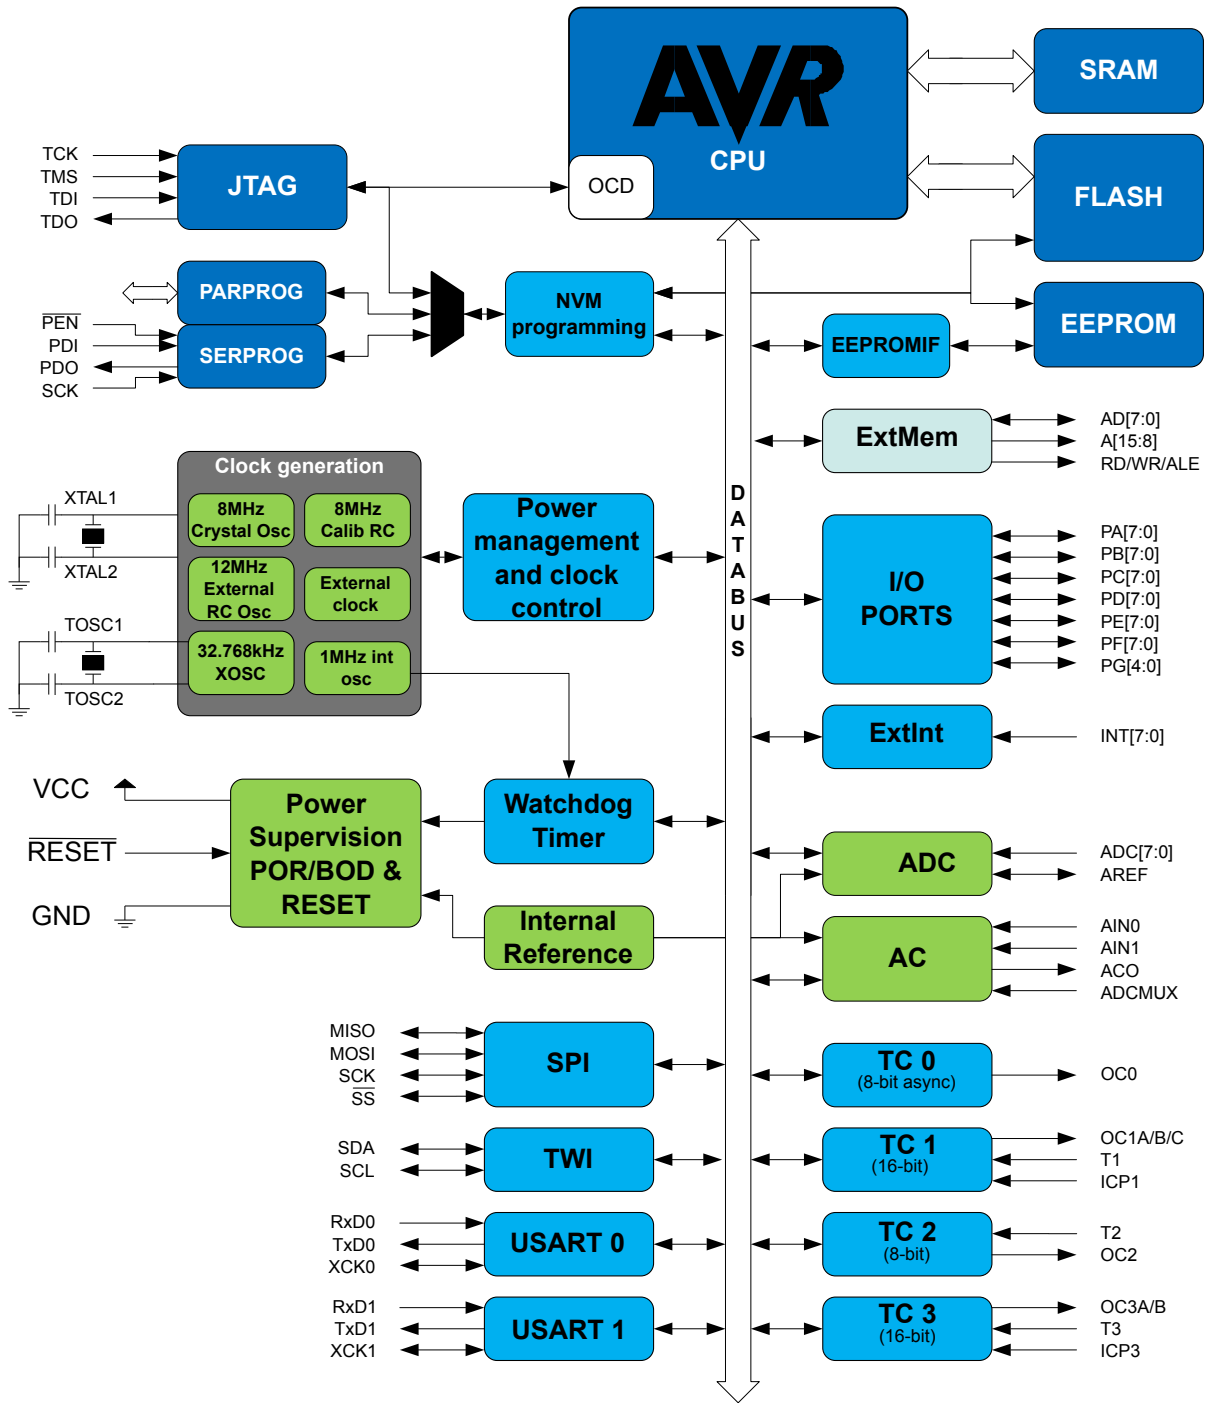 AVR
CPU
OCD
SRAM
FLASH
EEPROM
TCK
TMS
TDI
TDO
JTAG
PARPROG
PEN
PDI
PDO
SCK
SERPROG
NVM
programming
EEPROMIF
ExtMem
AD[7:0]
A[15:8]
RD/WR/ALE
Clock generation
8MHz
Crystal Osc
8MHz
Calib RC
12MHz
External
RC Osc
External
clock
32.768kHz
XOSC
1MHz int
osc
XTAL1
XTAL2
TOSC1
TOSC2
Power
management
and clock
control
DATABUS
I/O
PORTS
PA[7:0]
PB[7:0]
PC[7:0]
PD[7:0]
PE[7:0]
PF[7:0]
PG[4:0]
ExtInt
INT[7:0]
VCC
RESET
GND
Power
Supervision
POR/BOD &
RESET
Watchdog
Timer
Internal
Reference
ADC
ADC[7:0]
AREF
AC
AIN0
AIN1
ACO
ADCMUX
MISO
MOSI
SCK
SS
SPI
TC 0
(8-bit async)
OC0
SDA
SCL
TWI
TC 1
(16-bit)
OC1A/B/C
T1
ICP1
RxD0
TxD0
XCK0
USART 0
TC 2
(8-bit)
T2
OC2
RxD1
TxD1
XCK1
USART 1
TC 3
(16-bit)
OC3A/B
T3
ICP3